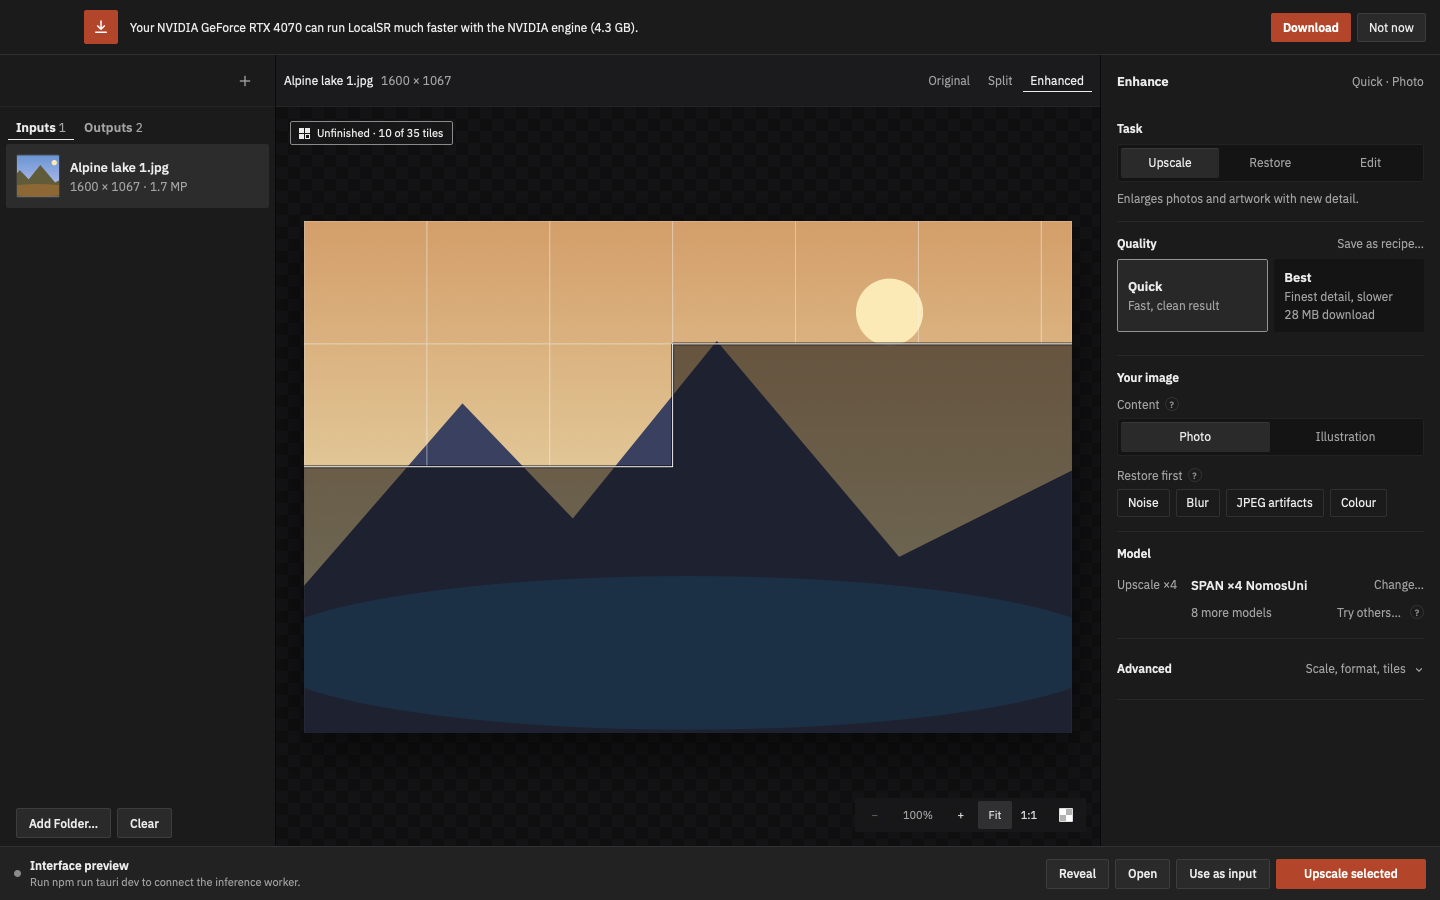 Your NVIDIA GeForce RTX 4070 can run LocalSR much faster with the NVIDIA engine (4.3 GB).
Download
Not now
+
Alpine lake 1.jpg 1600 × 1067
Original
Split
Enhanced
Enhance
Quick · Photo
Inputs 1
Outputs 2
Alpine lake 1.jpg
1600 × 1067 · 1.7 MP
Unfinished · 10 of 35 tiles
Task
Upscale
Restore
Edit
Enlarges photos and artwork with new detail.
Quality
Save as recipe...
Quick
Fast, clean result
Best
Finest detail, slower
28 MB download
Your image
Content ?
Photo
Illustration
Restore first ?
Noise
Blur
JPEG artifacts
Colour
Model
Upscale ×4
SPAN ×4 NomosUni
Change...
8 more models
Try others... ?
Advanced
Scale, format, tiles
Add Folder...
Clear
− 100% +
Fit
1:1
Interface preview
Run npm run tauri dev to connect the inference worker.
Reveal
Open
Use as input
Upscale selected